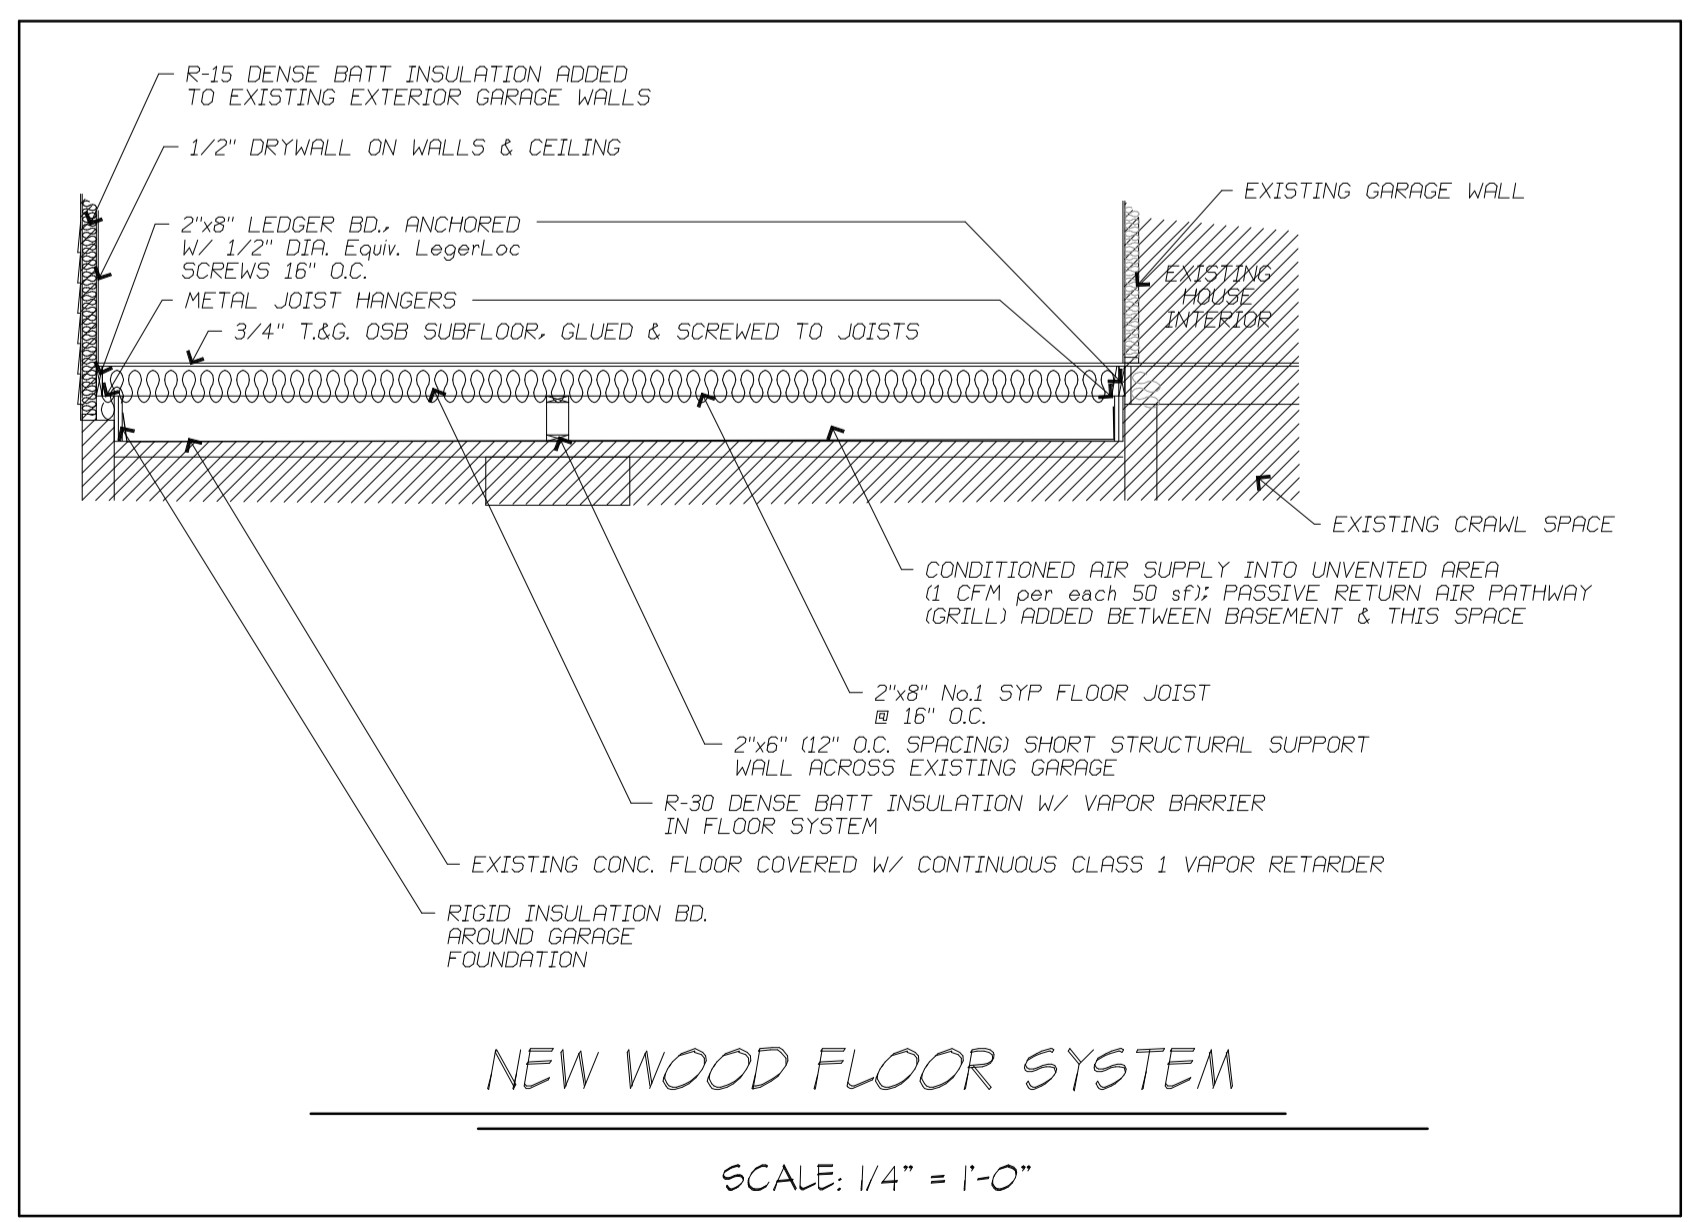 R-15 DENSE BATT INSULATION ADDED
TO EXISTING EXTERIOR GARAGE WALLS
1/2" DRYWALL ON WALLS & CEILING
EXISTING GARAGE WALL
2"x8" LEDGER BD., ANCHORED
W/ 1/2" DIA. Equiv. LegerLoc
SCREWS 16" O.C.
EXISTING
HOUSE
INTERIOR
METAL JOIST HANGERS
3/4" T.&G. OSB SUBFLOOR, GLUED & SCREWED TO JOISTS
EXISTING CRAWL SPACE
CONDITIONED AIR SUPPLY INTO UNVENTED AREA
(1 CFM per each 50 sf); PASSIVE RETURN AIR PATHWAY
(GRILL) ADDED BETWEEN BASEMENT & THIS SPACE
2"x8" No.1 SYP FLOOR JOIST
@ 16" O.C.
2"x6" (12" O.C. SPACING) SHORT STRUCTURAL SUPPORT
WALL ACROSS EXISTING GARAGE
R-30 DENSE BATT INSULATION W/ VAPOR BARRIER
IN FLOOR SYSTEM
EXISTING CONC. FLOOR COVERED W/ CONTINUOUS CLASS 1 VAPOR RETARDER
RIGID INSULATION BD.
AROUND GARAGE
FOUNDATION
NEW WOOD FLOOR SYSTEM
SCALE: 1/4" = 1'-0"